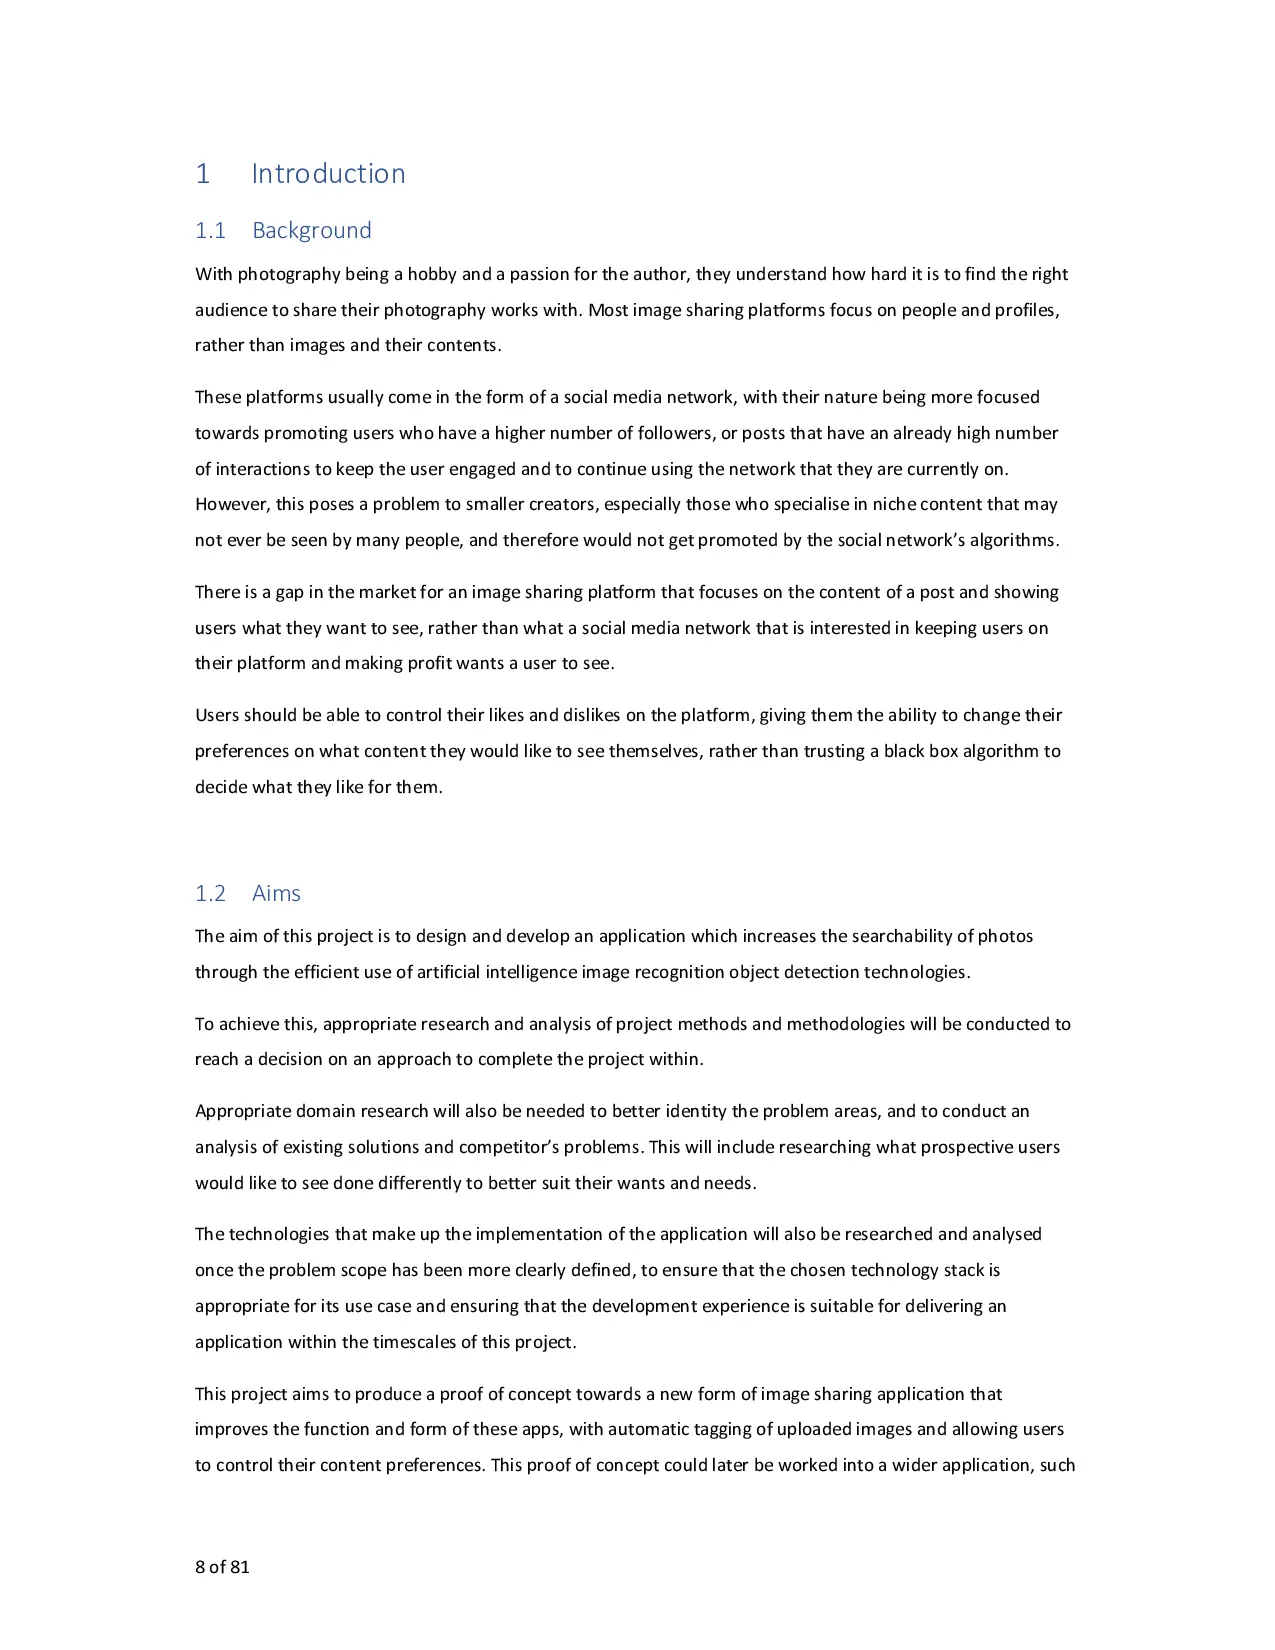 1 Introduction
1.1 Background
With photography being a hobby and a passion for the author, they understand how hard it is to find the right
audience to share their photography works with. Most image sharing platforms focus on people and profiles,
rather than images and their contents.
These platforms usually come in the form of a social media network, with their nature being more focused
towards promoting users who have a higher number of followers, or posts that have an already high number
of interactions to keep the user engaged and to continue using the network that they are currently on.
However, this poses a problem to smaller creators, especially those who specialise in niche content that may
not ever be seen by many people, and therefore would not get promoted by the social network’s algorithms.
There is a gap in the market for an image sharing platform that focuses on the content of a post and showing
users what they want to see, rather than what a social media network that is interested in keeping users on
their platform and making profit wants a user to see.
Users should be able to control their likes and dislikes on the platform, giving them the ability to change their
preferences on what content they would like to see themselves, rather than trusting a black box algorithm to
decide what they like for them.
1.2 Aims
The aim of this project is to design and develop an application which increases the searchability of photos
through the efficient use of artificial intelligence image recognition object detection technologies.
To achieve this, appropriate research and analysis of project methods and methodologies will be conducted to
reach a decision on an approach to complete the project within.
Appropriate domain research will also be needed to better identity the problem areas, and to conduct an
analysis of existing solutions and competitor’s problems. This will include researching what prospective users
would like to see done differently to better suit their wants and needs.
The technologies that make up the implementation of the application will also be researched and analysed
once the problem scope has been more clearly defined, to ensure that the chosen technology stack is
appropriate for its use case and ensuring that the development experience is suitable for delivering an
application within the timescales of this project.
This project aims to produce a proof of concept towards a new form of image sharing application that
improves the function and form of these apps, with automatic tagging of uploaded images and allowing users
to control their content preferences. This proof of concept could later be worked into a wider application, such
8 of 81